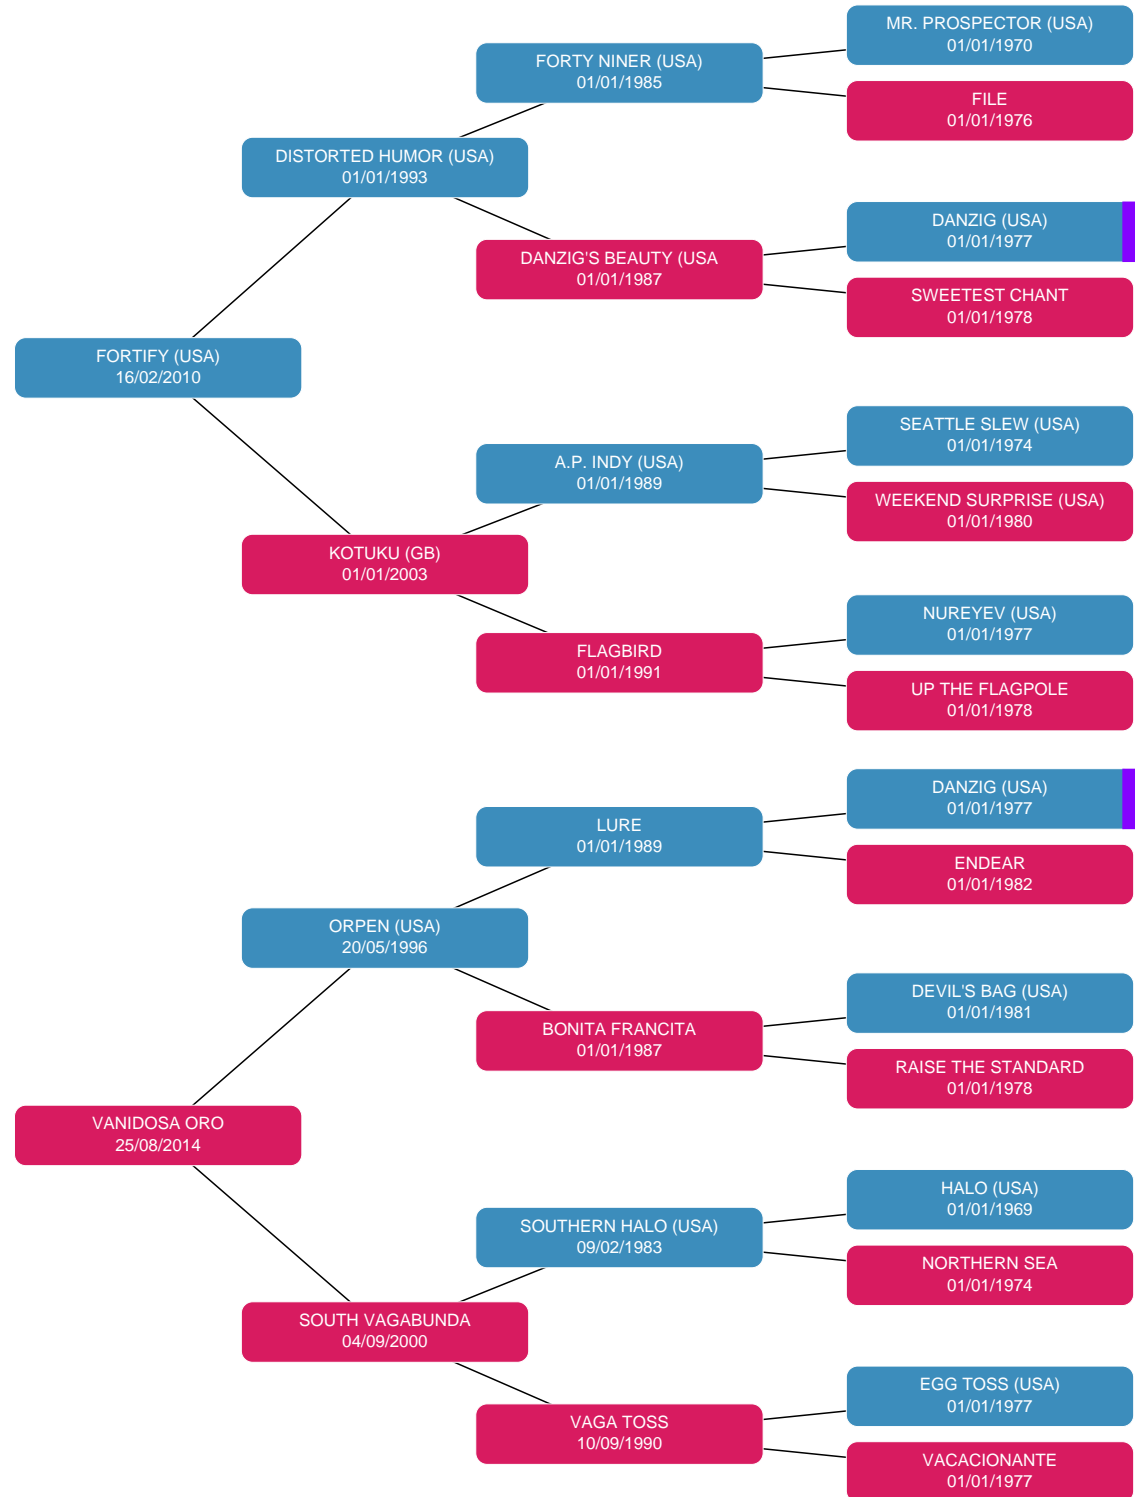 MR. PROSPECTOR (USA)
01/01/1970
FORTY NINER (USA)
01/01/1985
FILE
01/01/1976
DISTORTED HUMOR (USA)
01/01/1993
DANZIG (USA)
01/01/1977
DANZIG'S BEAUTY (USA
01/01/1987
SWEETEST CHANT
01/01/1978
FORTIFY (USA)
16/02/2010
SEATTLE SLEW (USA)
01/01/1974
A.P. INDY (USA)
01/01/1989
WEEKEND SURPRISE (USA)
01/01/1980
KOTUKU (GB)
01/01/2003
NUREYEV (USA)
01/01/1977
FLAGBIRD
01/01/1991
UP THE FLAGPOLE
01/01/1978
DANZIG (USA)
01/01/1977
LURE
01/01/1989
ENDEAR
01/01/1982
ORPEN (USA)
20/05/1996
DEVIL'S BAG (USA)
01/01/1981
BONITA FRANCITA
01/01/1987
RAISE THE STANDARD
01/01/1978
VANIDOSA ORO
25/08/2014
HALO (USA)
01/01/1969
SOUTHERN HALO (USA)
09/02/1983
NORTHERN SEA
01/01/1974
SOUTH VAGABUNDA
04/09/2000
EGG TOSS (USA)
01/01/1977
VAGA TOSS
10/09/1990
VACACIONANTE
01/01/1977